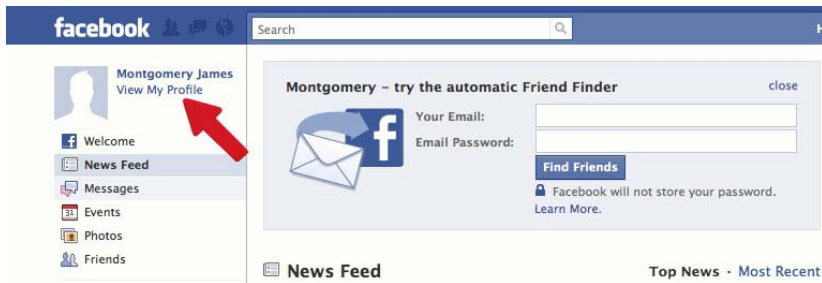 facebook
Search
H
Montgomery James
View My Profile
Welcome
News Feed
Messages
31 Events
Photos
Friends
Montgomery – try the automatic Friend Finder
close
Your Email:
Email Password:
Find Friends
Facebook will not store your password.
Learn More.
News Feed
Top News · Most Recent